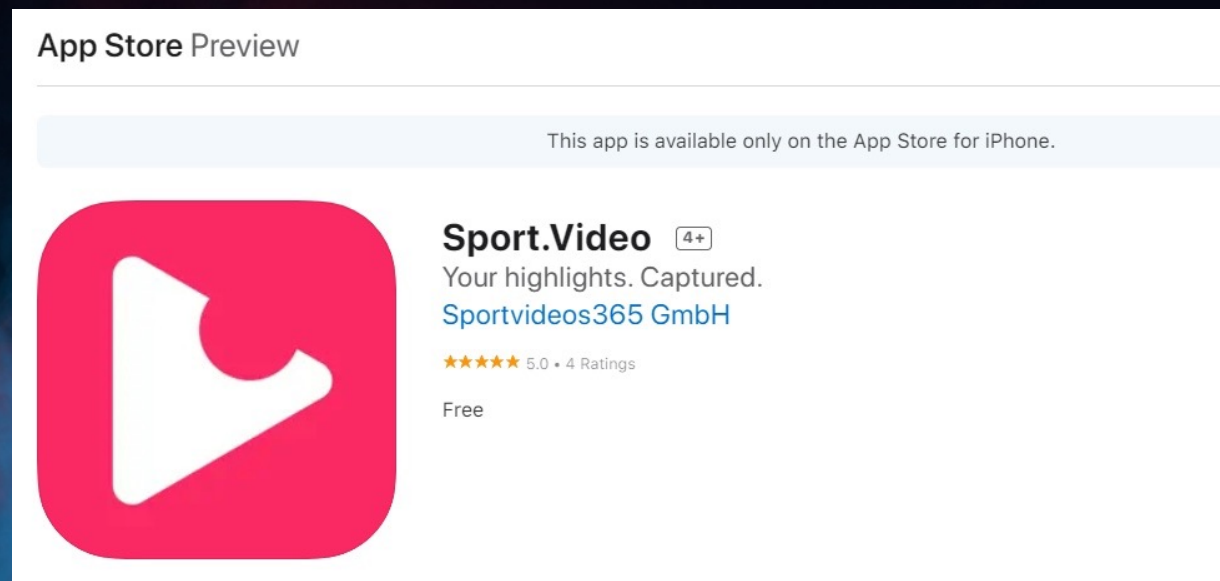 App Store Preview
This app is available only on the App Store for iPhone.
Sport.Video 4+
Your highlights. Captured.
Sportvideos365 GmbH
★★★★★ 5.0 • 4 Ratings
Free